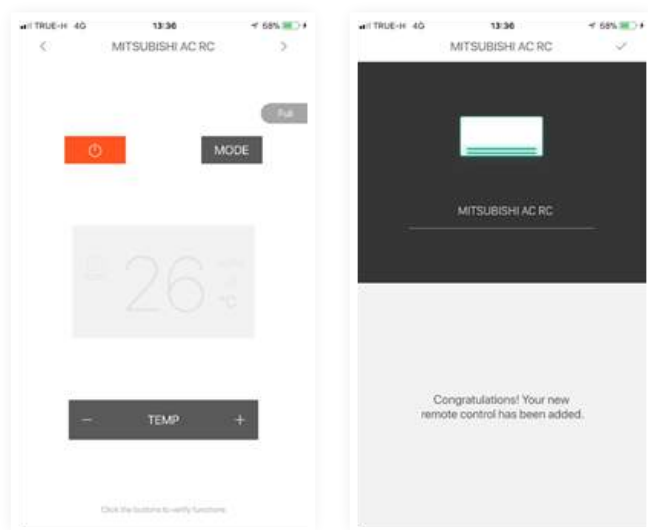 TRUE-H 4G 13:36 68%
MITSUBISHI AC RC
Full
MODE
26
TEMP
Click the buttons to verify functions.
TRUE-H 4G 13:36 68%
MITSUBISHI AC RC
MITSUBISHI AC RC
Congratulations! Your new
remote control has been added.